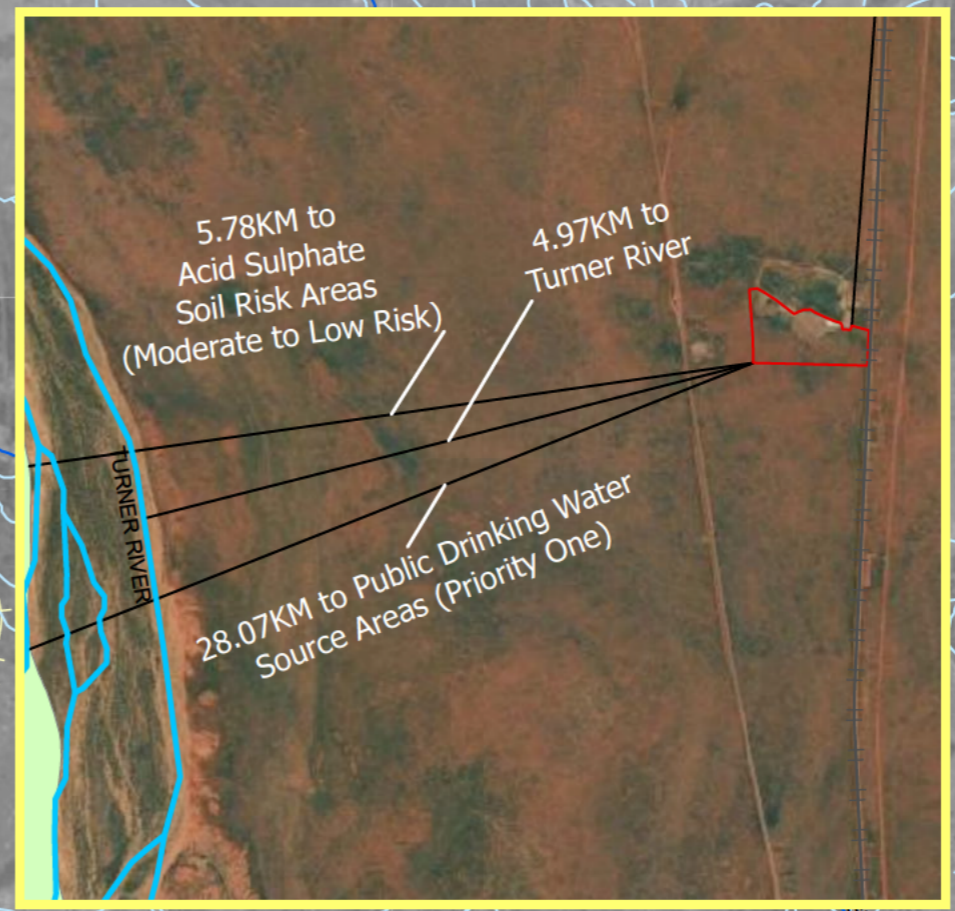 5.78KM to
Acid Sulphate
Soil Risk Areas
(Moderate to Low Risk)
4.97KM to
Turner River
TURNER RIVER
28.07KM to Public Drinking Water
Source Areas (Priority One)